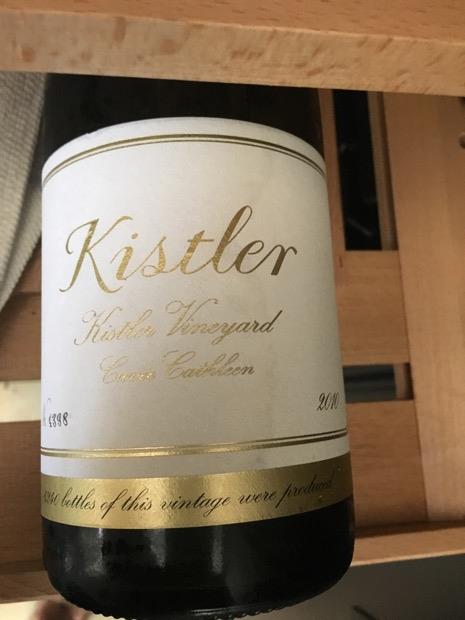 Kistler
Kistler Vineyard
Cuvée Cathleen
2010
bottles of this vintage were produced